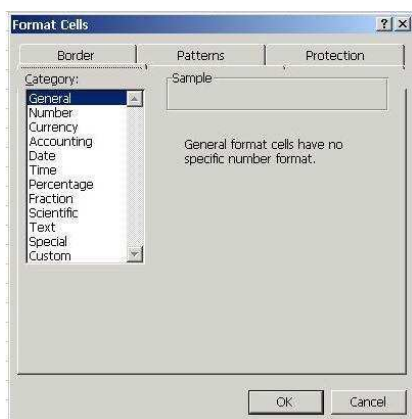 Format Cells
Border Patterns Protection
Category:
Sample
General
Number
Currency
Accounting
Date
Time
Percentage
Fraction
Scientific
Text
Special
Custom
General format cells have no
specific number format.
OK Cancel